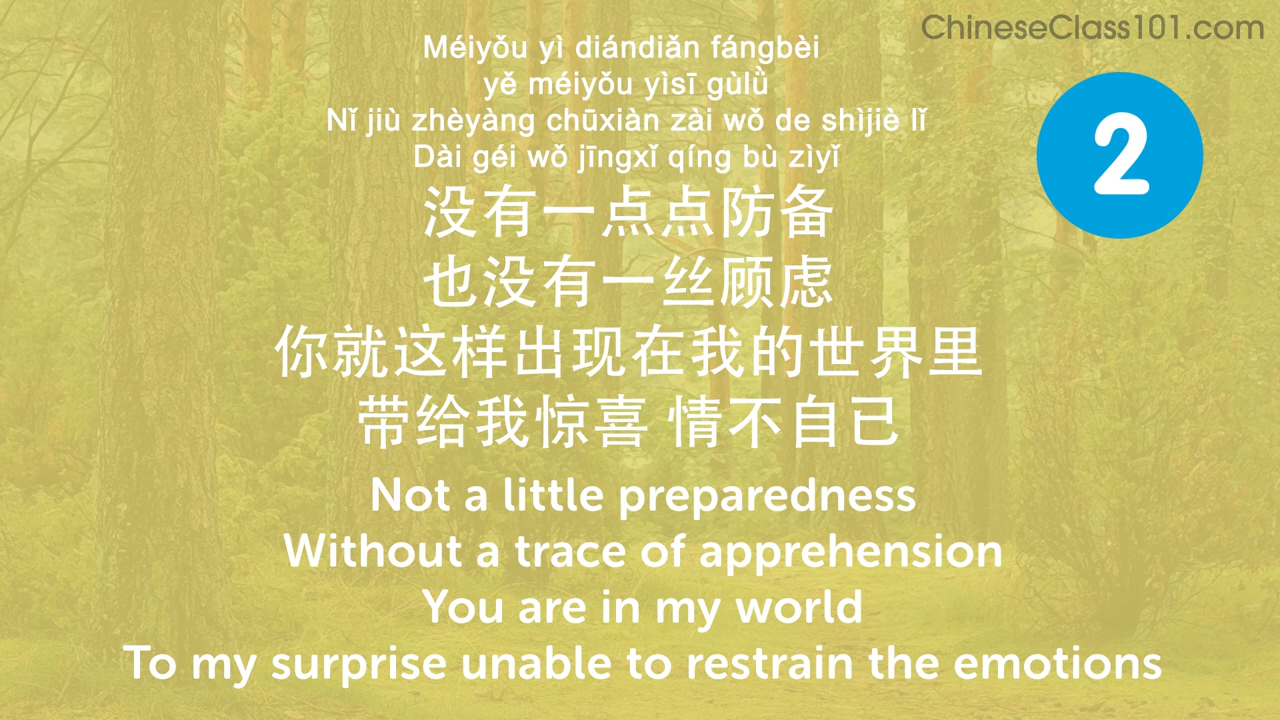 ChineseClass101.com
Méiyǒu yì diándiǎn fángbèi
yě méiyǒu yìsī gùlǜ
Nǐ jiù zhèyàng chūxiàn zài wǒ de shìjiè lǐ
Dài géi wǒ jīngxǐ qíng bù zìyǐ
2
没有一点点防备
也没有一丝顾虑
你就这样出现在我的世界里
带给我惊喜 情不自已
Not a little preparedness
Without a trace of apprehension
You are in my world
To my surprise unable to restrain the emotions